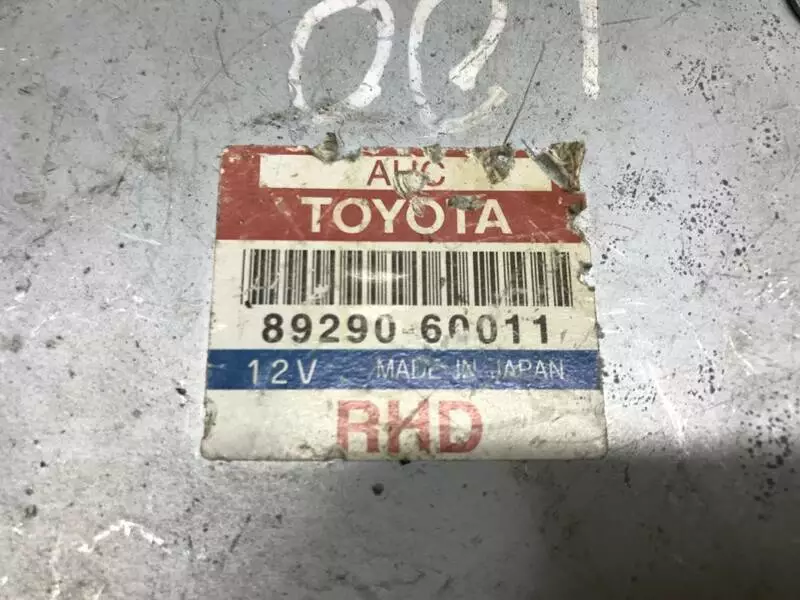 AHC
TOYOTA
89290-60011
12V MADE IN JAPAN
RHD